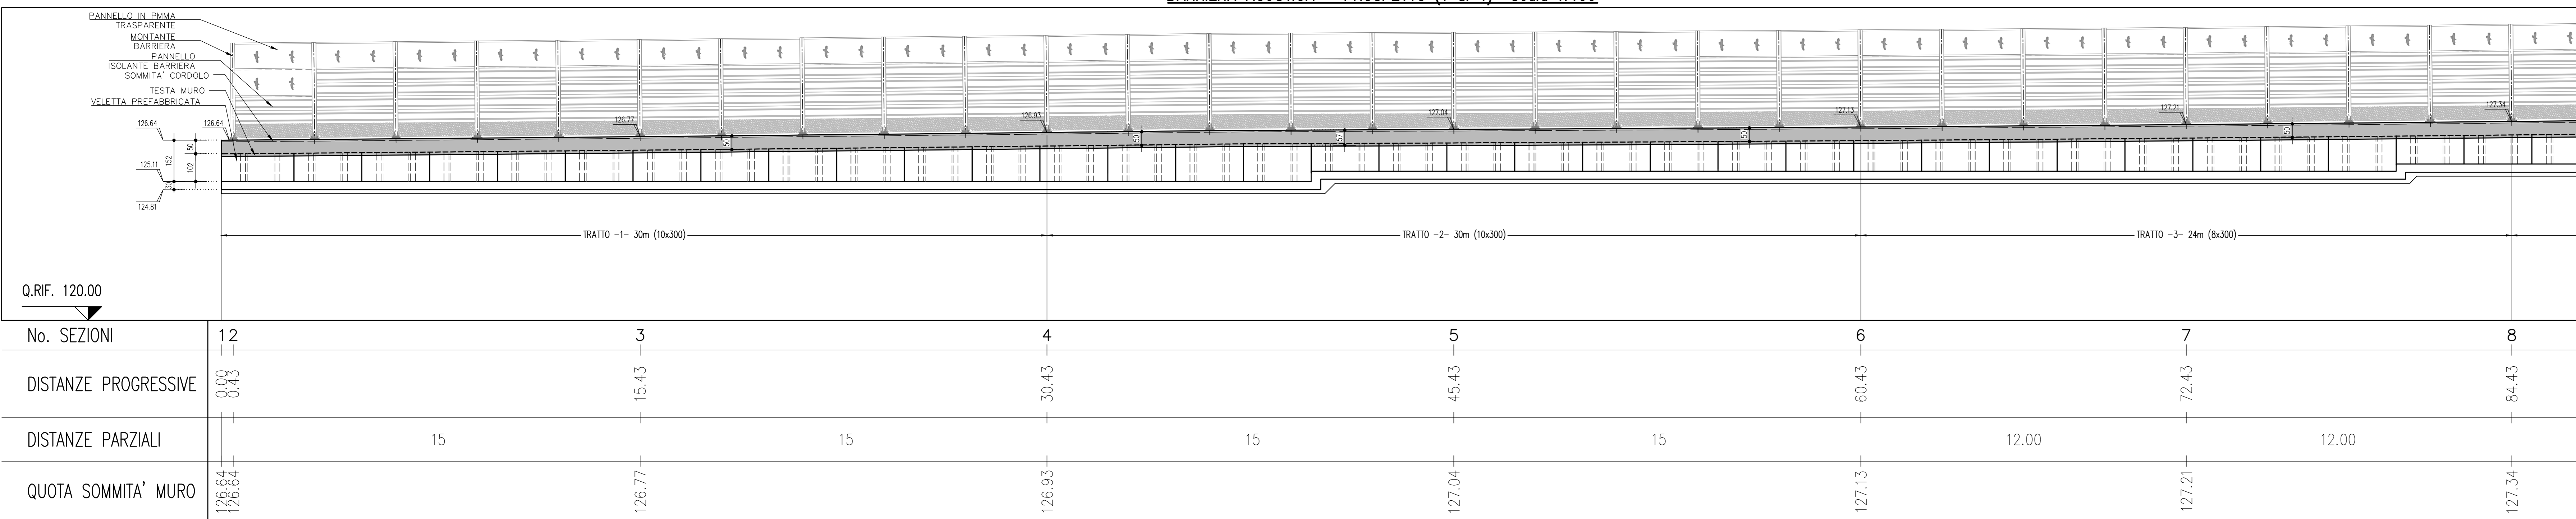 PANNELLO IN PMMA
TRASPARENTE
MONTANTE
BARRIERA
PANNELLO
ISOLANTE BARRIERA
SOMMITA' CORDOLO
TESTA MURO
VELETTA PREFABBRICATA
126.64
126.64
126.77
126.93
127.04
127.13
127.21
127.34
50
152
102
125.11
30
124.81
50
50
57
50
50
TRATTO -1- 30m (10x300)
TRATTO -2- 30m (10x300)
TRATTO -3- 24m (8x300)
Q.RIF. 120.00
No. SEZIONI
1 2 3 4 5 6 7 8
DISTANZE PROGRESSIVE
0.00 0.43 15.43 30.43 45.43 60.43 72.43 84.43
DISTANZE PARZIALI
15 15 15 15 12.00 12.00
QUOTA SOMMITA' MURO
126.64 126.64 126.77 126.93 127.04 127.13 127.21 127.34